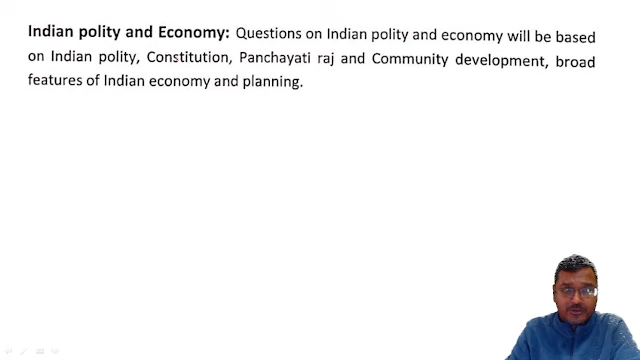 Indian polity and Economy: Questions on Indian polity and economy will be based
on Indian polity, Constitution, Panchayati raj and Community development, broad
features of Indian economy and planning.